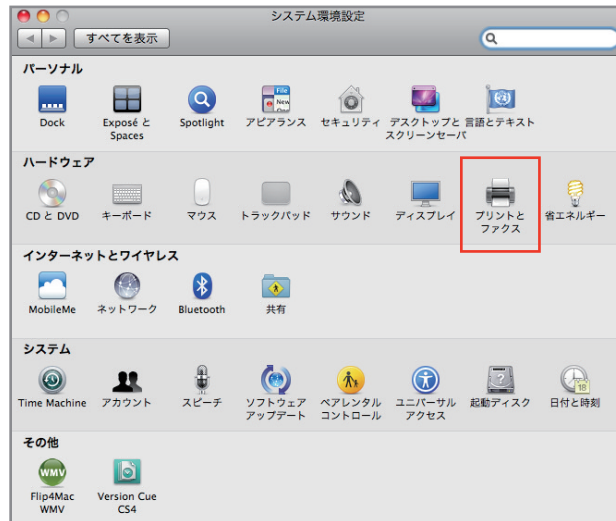 システム環境設定
すべてを表示
パーソナル
Dock
Exposé と
Spaces
Spotlight
File
New
アピアランス
セキュリティ
デスクトップと
スクリーンセーバ
言語とテキスト
ハードウェア
CD と DVD
キーボード
マウス
トラックパッド
サウンド
ディスプレイ
プリントと
ファクス
省エネルギー
インターネットとワイヤレス
MobileMe
ネットワーク
Bluetooth
共有
システム
Time Machine
アカウント
スピーチ
ソフトウェア
アップデート
ペアレンタル
コントロール
ユニバーサル
アクセス
起動ディスク
18
日付と時刻
その他
WMV
Flip4Mac
WMV
Version Cue
CS4